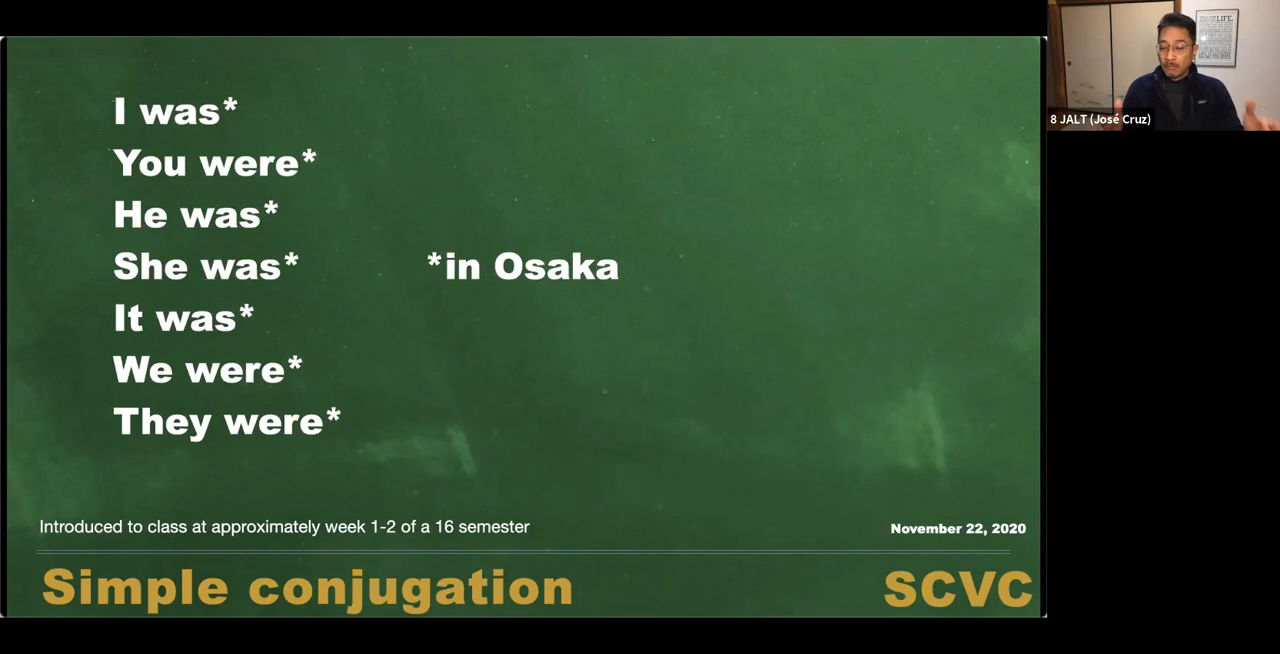 I was*
You were*
He was*
She was*
*in Osaka
It was*
We were*
They were*
Introduced to class at approximately week 1-2 of a 16 semester
November 22, 2020
Simple conjugation
SCVC
LIFE.
8 JALT (José Cruz)